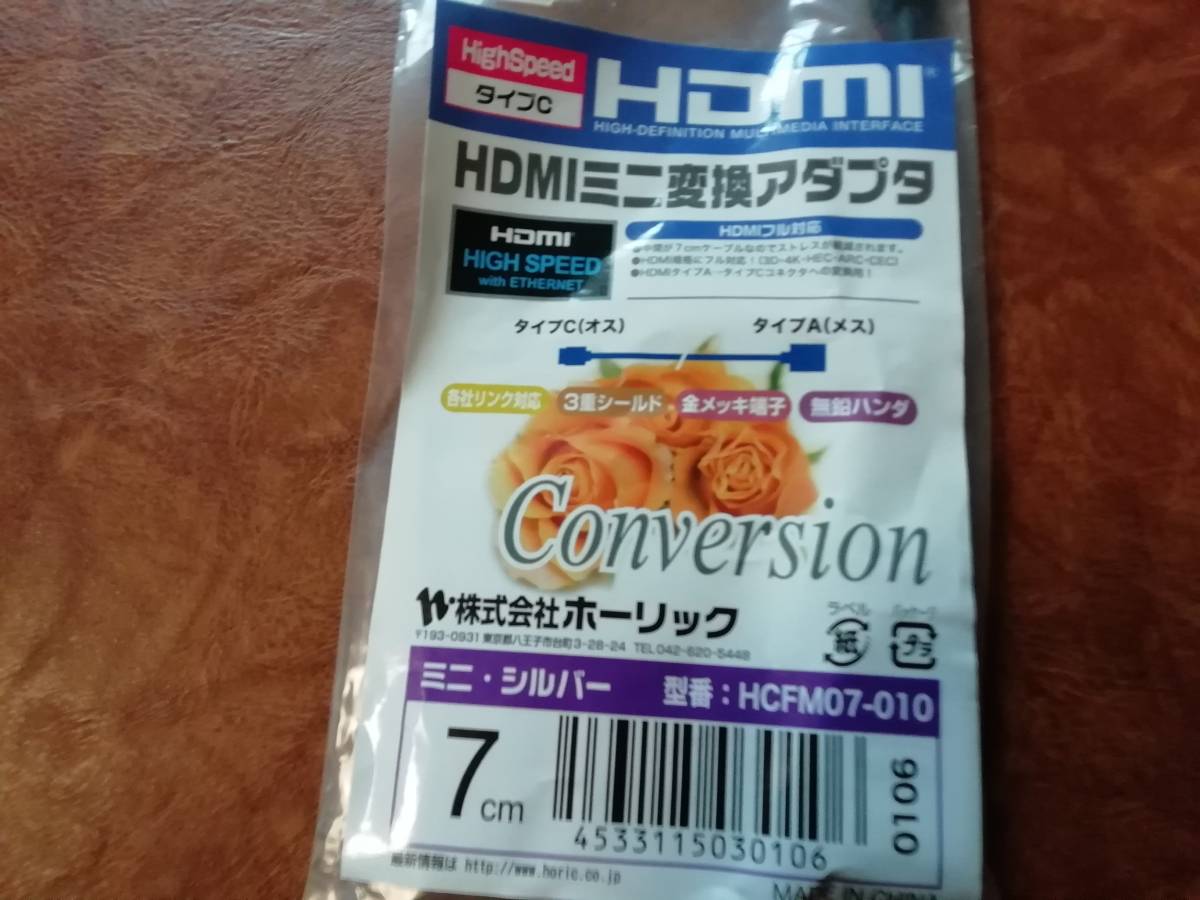 HighSpeed
タイプC
HDMI®
HIGH-DEFINITION MULTIMEDIA INTERFACE
HDMIミニ変換アダプタ
HDMI
HIGH SPEED
with ETHERNET
HDMIフル対応
●中間が7cmケーブルなのでストレスが軽減されます。
●HDMI規格にフル対応!(3D・4K・HEC・ARC・CEC)
●HDMIタイプA→タイプCコネクタへの変換用!
タイプC(オス) タイプA(メス)
各社リンク対応 3重シールド 金メッキ端子 無鉛ハンダ
Conversion
株式会社ホーリック
〒193-0931 東京都八王子市台町3-28-24 TEL042-620-5448
ラベル
紙
プラ
ミニ・シルバー 型番:HCFM07-010
7cm
4533115030106
0106
最新情報は http://www.horic.co.jp
MADE IN CHINA